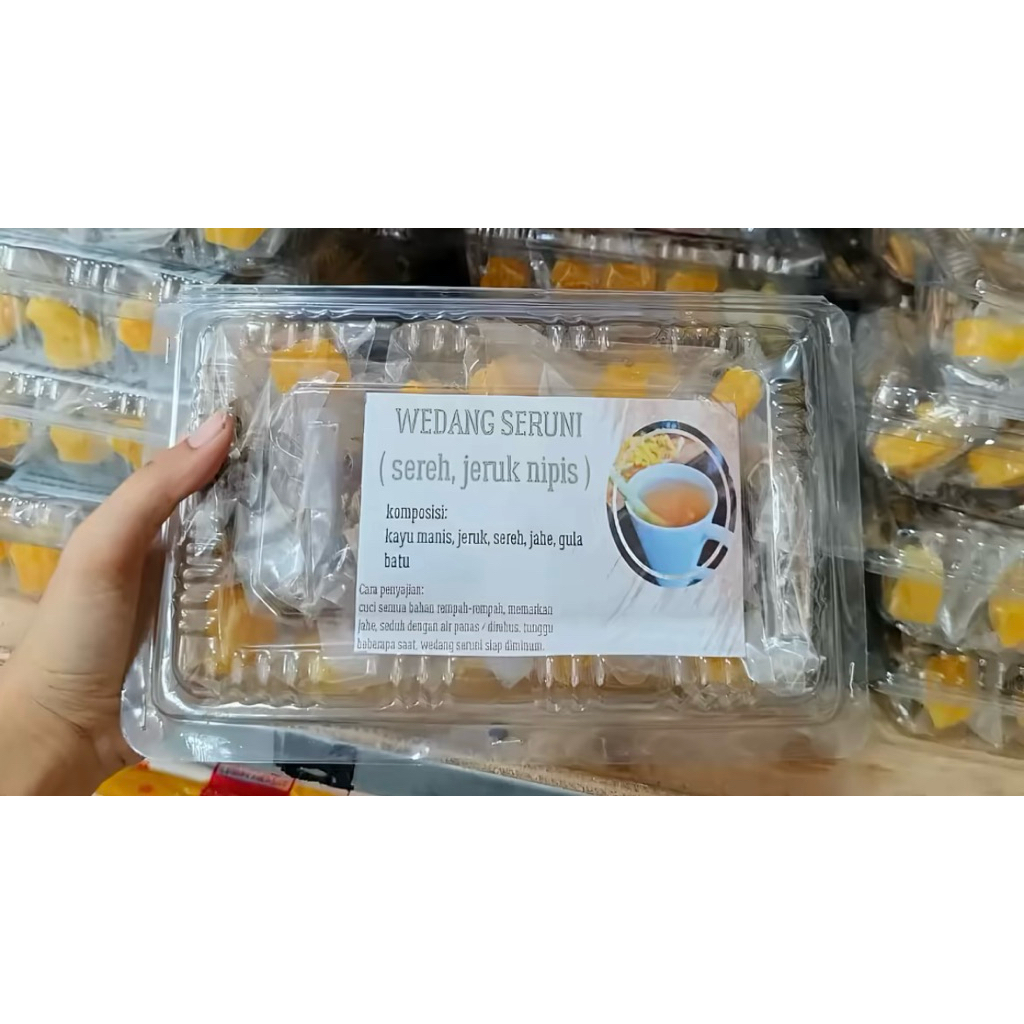 WEDANG SERUNI
( sereh, jeruk nipis )
komposisi:
kayu manis, jeruk, sereh, jahe, gula
batu
Cara penyajian:
cuci semua bahan rempah-rempah, memarkan
jahe, seduh dengan air panas / direbus. tunggu
beberapa saat, wedang seruni siap diminum.